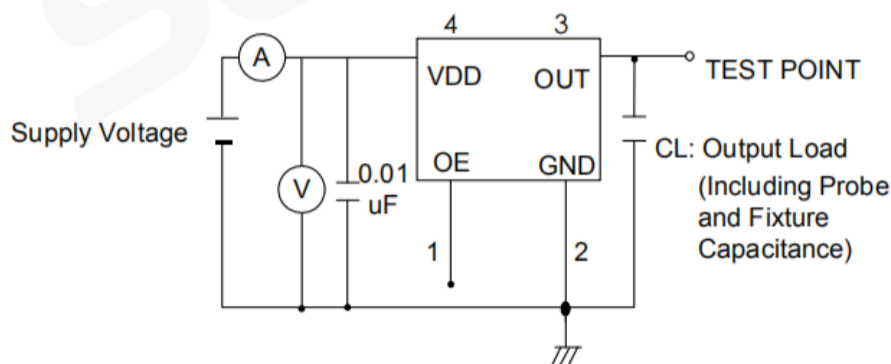 4 3
A
VDD OUT
TEST POINT
Supply Voltage
V
0.01
uF
OE GND
CL: Output Load
(Including Probe
and Fixture
Capacitance)
1 2